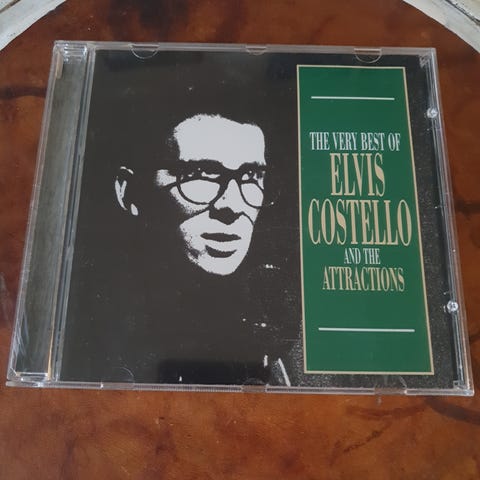 THE VERY BEST OF
ELVIS
COSTELLO
AND THE
ATTRACTIONS